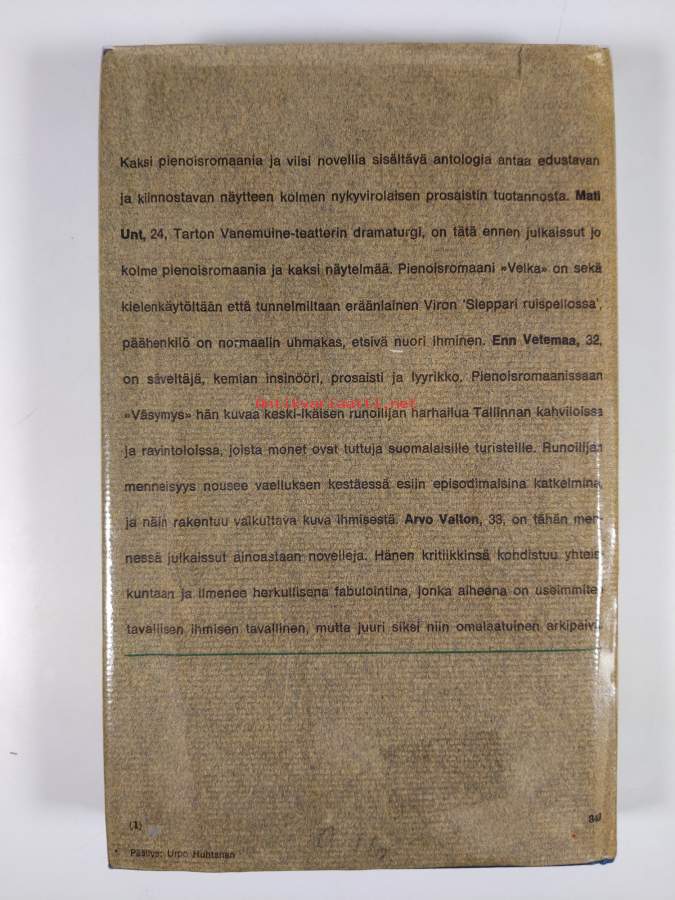 Kaksi pienoisromaania ja viisi novellia sisältävä antologia antaa edustavan
ja kiinnostavan näytteen kolmen nykyvirolaisen prosaistin tuotannosta. Mati
Unt, 24, Tarton Vanemuine-teatterin dramaturgi, on tätä ennen julkaissut jo
kolme pienoisromaania ja kaksi näytelmää. Pienoisromaani »Velka» on sekä
kielenkäytöltään että tunnelmiltaan eräänlainen Viron 'Sieppari ruispellossa',
päähenkilö on normaalin uhmakas, etsivä nuori ihminen. Enn Vetemaa, 32,
on säveltäjä, kemian insinööri, prosaisti ja lyyrikko. Pienoisromaanissaan
Antikvariaatti.net
»Väsymys» hän kuvaa keski-ikäisen runoilijan harhailua Tallinnan kahviloissa
ja ravintoloissa, joista monet ovat tuttuja suomalaisille turisteille. Runoilijan
menneisyys nousee vaelluksen kestäessä esiin episodimaisina katkelmina,
ja näin rakentuu vaikuttava kuva ihmisestä. Arvo Valton, 33, on tähän men-
nessä julkaissut ainoastaan novelleja. Hänen kritiikkinsä kohdistuu yhteis-
kuntaan ja ilmenee herkullisena fabulointina, jonka aiheena on useimmiten
tavallisen ihmisen tavallinen, mutta juuri siksi niin omalaatuinen arkipäivä.
(1)
Päällys: Urpo Huhtanen